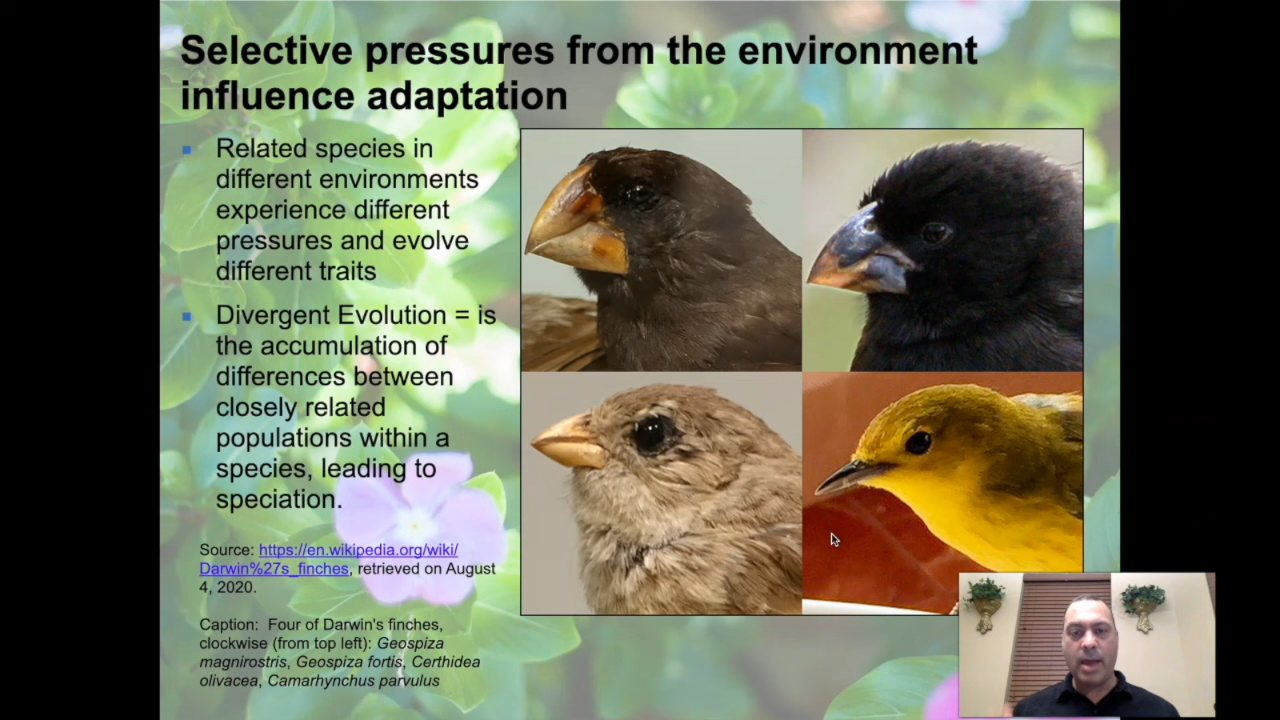 Selective pressures from the environment
influence adaptation
Related species in
different environments
experience different
pressures and evolve
different traits
Divergent Evolution = is
the accumulation of
differences between
closely related
populations within a
species, leading to
speciation.
Source: https://en.wikipedia.org/wiki/
Darwin%27s_finches, retrieved on August
4, 2020.
Caption:  Four of Darwin's finches,
clockwise (from top left): Geospiza
magnirostris, Geospiza fortis, Certhidea
olivacea, Camarhynchus parvulus